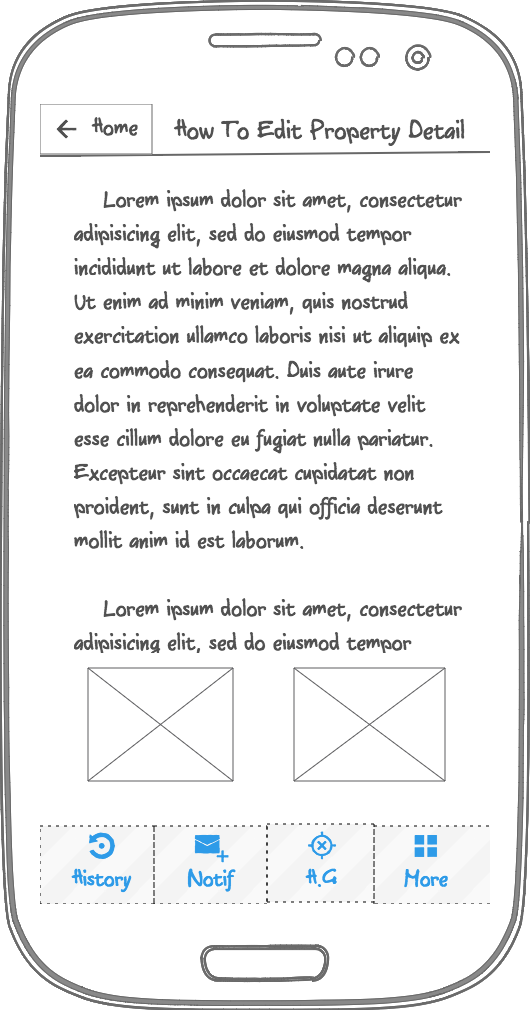 Home
How To Edit Property Detail
Lorem ipsum dolor sit amet, consectetur
adipisicing elit, sed do eiusmod tempor
incididunt ut labore et dolore magna aliqua.
Ut enim ad minim veniam, quis nostrud
exercitation ullamco laboris nisi ut aliquip ex
ea commodo consequat. Duis aute irure
dolor in reprehenderit in voluptate velit
esse cillum dolore eu fugiat nulla pariatur.
Excepteur sint occaecat cupidatat non
proident, sunt in culpa qui officia deserunt
mollit anim id est laborum.
Lorem ipsum dolor sit amet, consectetur
adipisicing elit, sed do eiusmod tempor
History
Notif
H.G
More